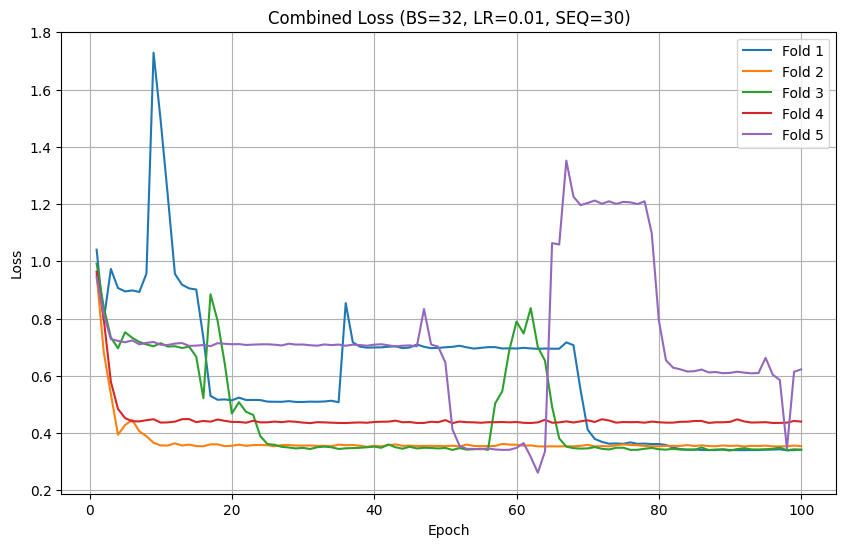 Combined Loss (BS=32, LR=0.01, SEQ=30)
Loss
1.8
1.6
1.4
1.2
1.0
0.8
0.6
0.4
0.2
Fold 1
Fold 2
Fold 3
Fold 4
Fold 5
0 20 40 60 80 100
Epoch